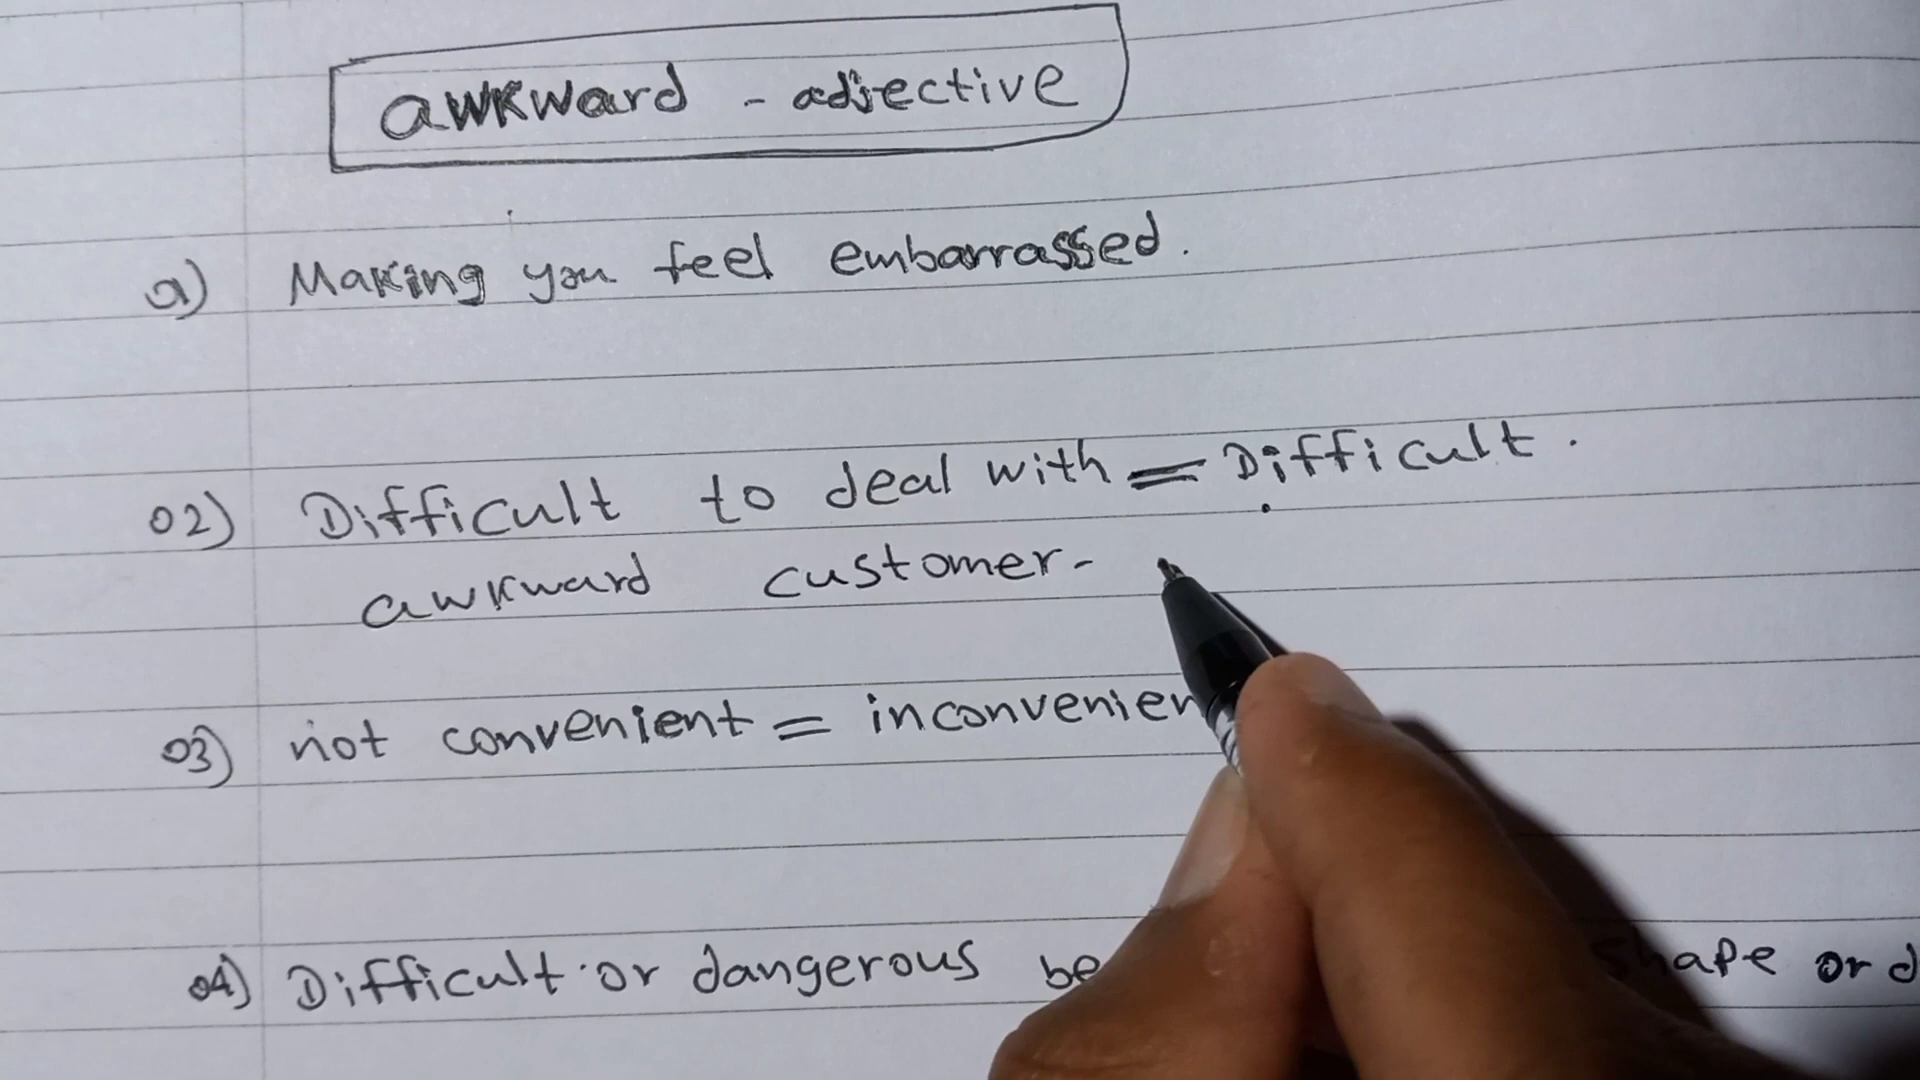 awkward - adjective
a) Making you feel embarrassed.
02) Difficult to deal with = Difficult.
awkward customer-
03) not convenient = inconvenien
04) Difficult or dangerous be shape or d